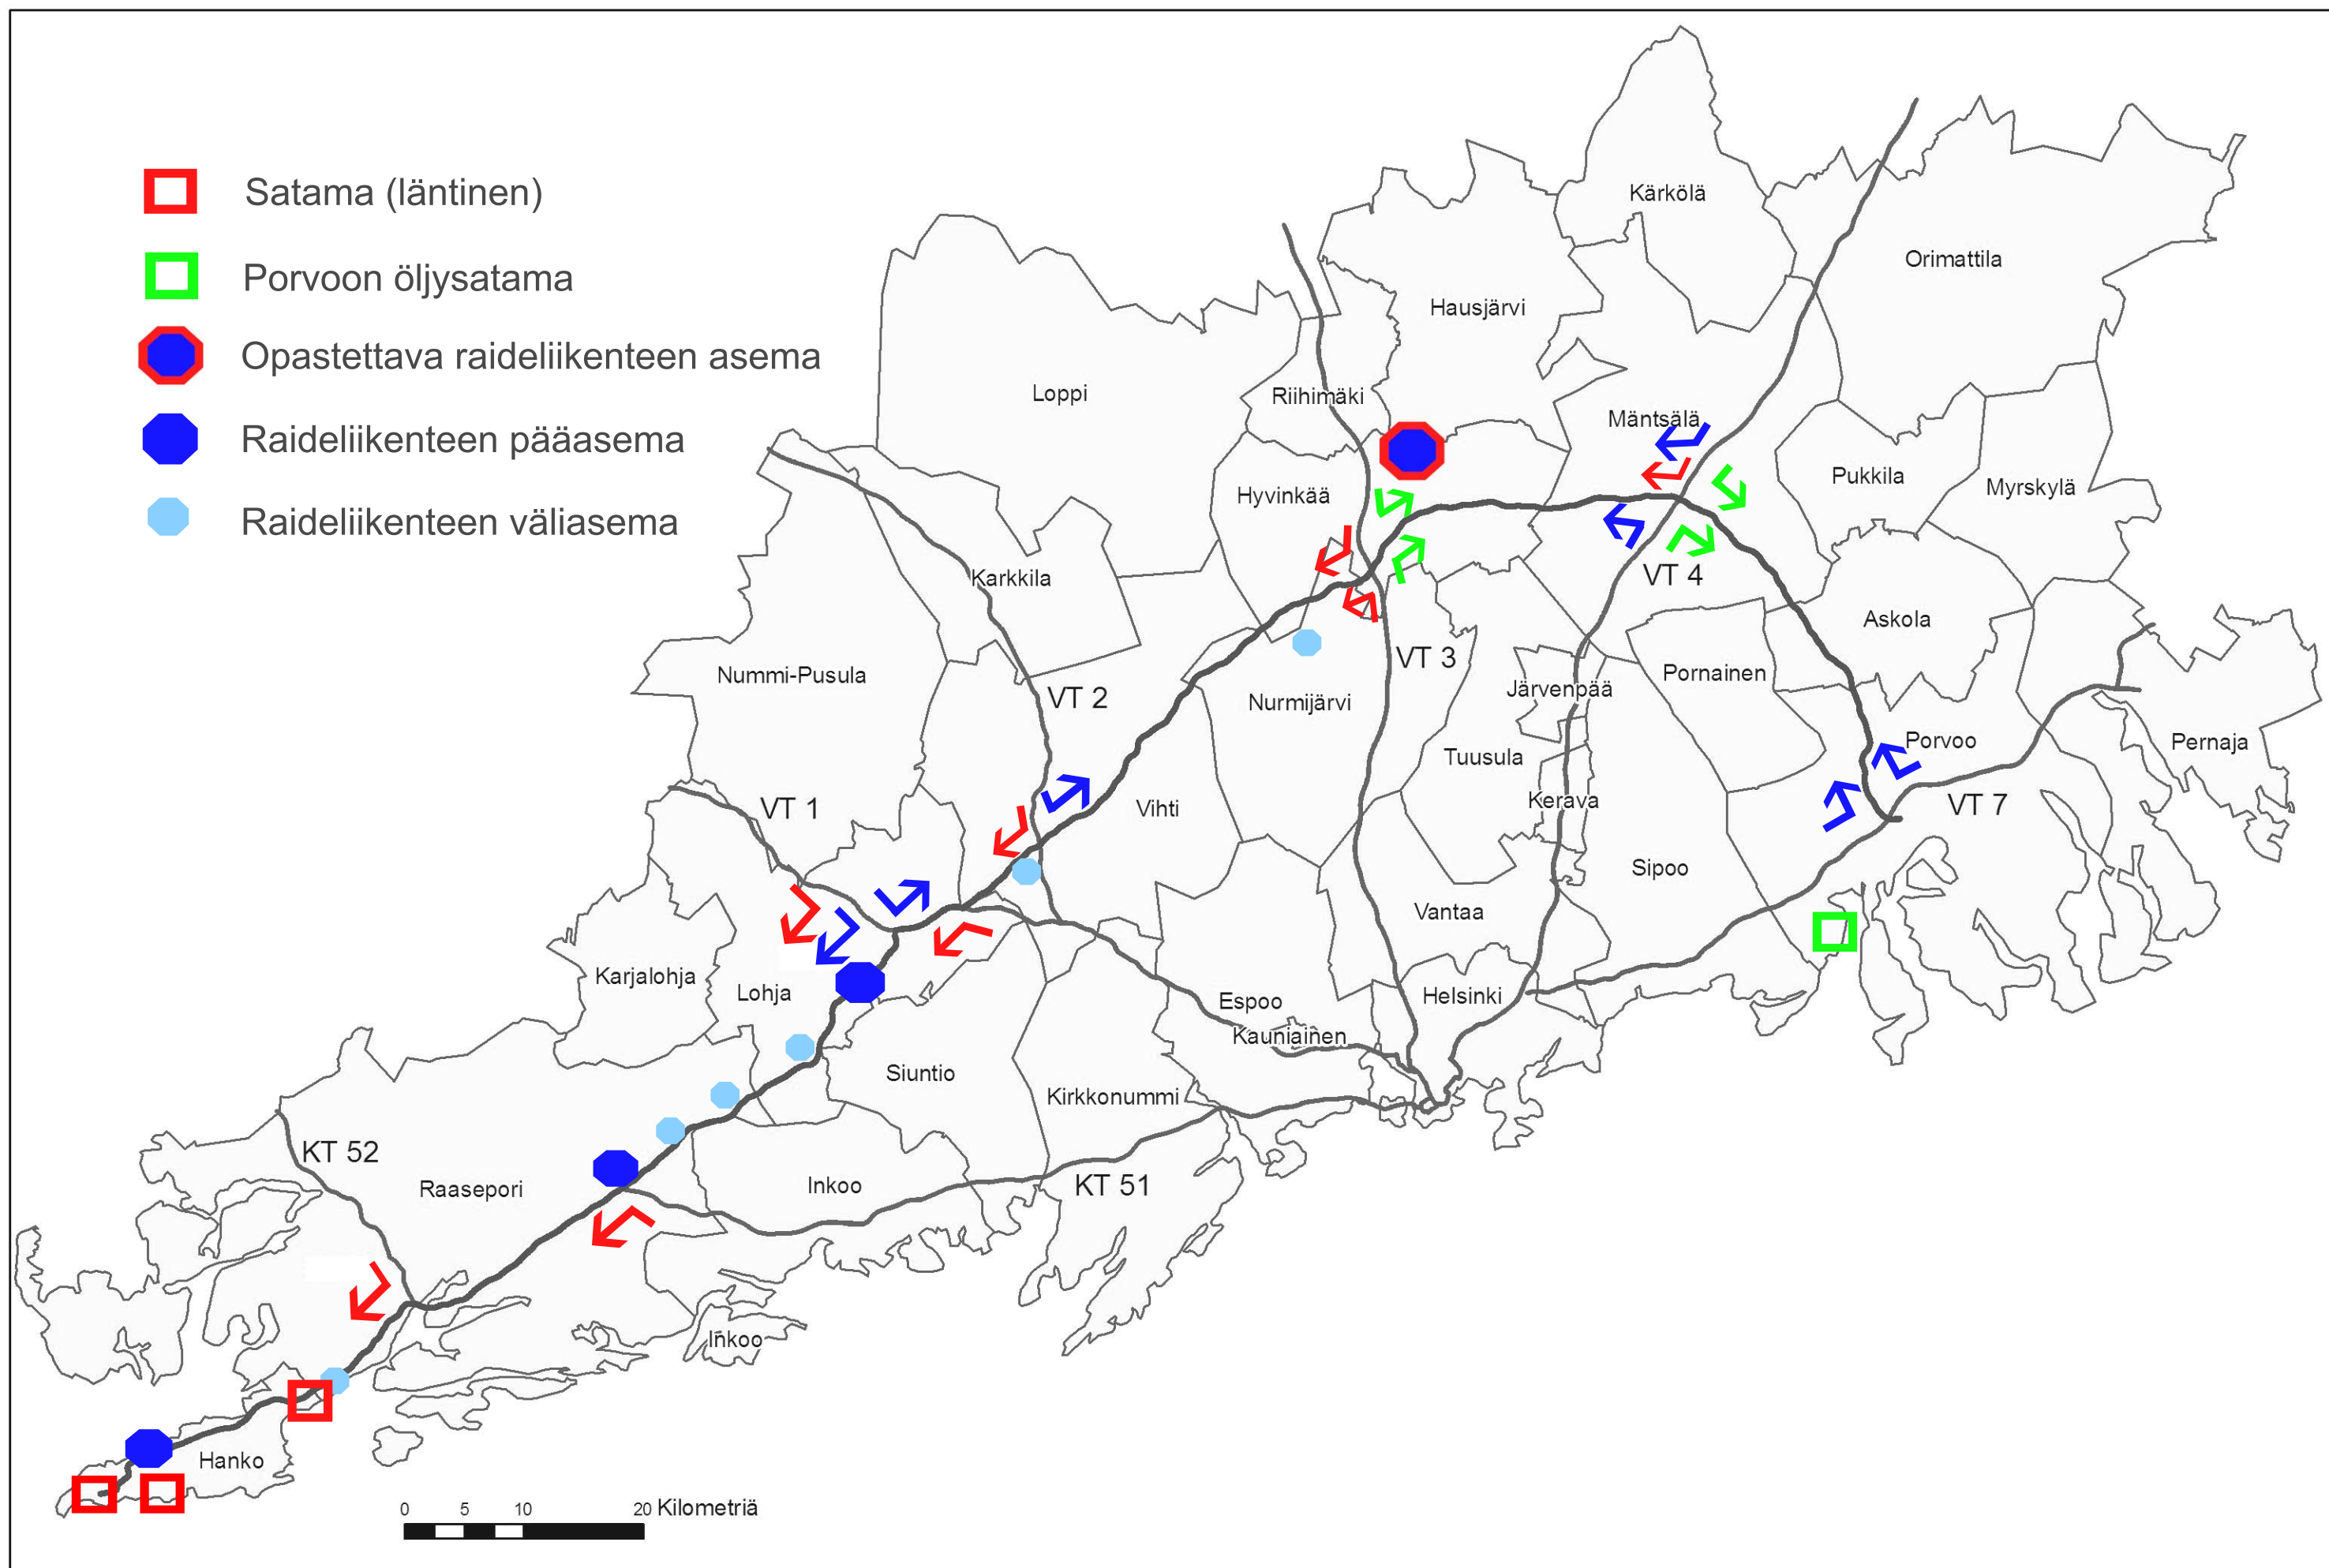 Satama (läntinen)
Porvoon öljysatama
Opastettava raideliikenteen asema
Raideliikenteen pääasema
Raideliikenteen väliasema
Kärkölä
Orimattila
Hausjärvi
Loppi
Riihimäki
Mäntsälä
Pukkila
Myrskylä
Hyvinkää
Karkkila
VT 4
Askola
Nummi-Pusula
VT 2
VT 3
Nurmijärvi
Järvenpää
Pornainen
Porvoo
Pernaja
Tuusula
VT 1
Vihti
Kerava
VT 7
Sipoo
Vantaa
Karjalohja
Lohja
Espoo
Helsinki
Kauniainen
Siuntio
Kirkkonummi
KT 52
Raasepori
Inkoo
KT 51
Inkoo
Hanko
0 5 10 20 Kilometriä